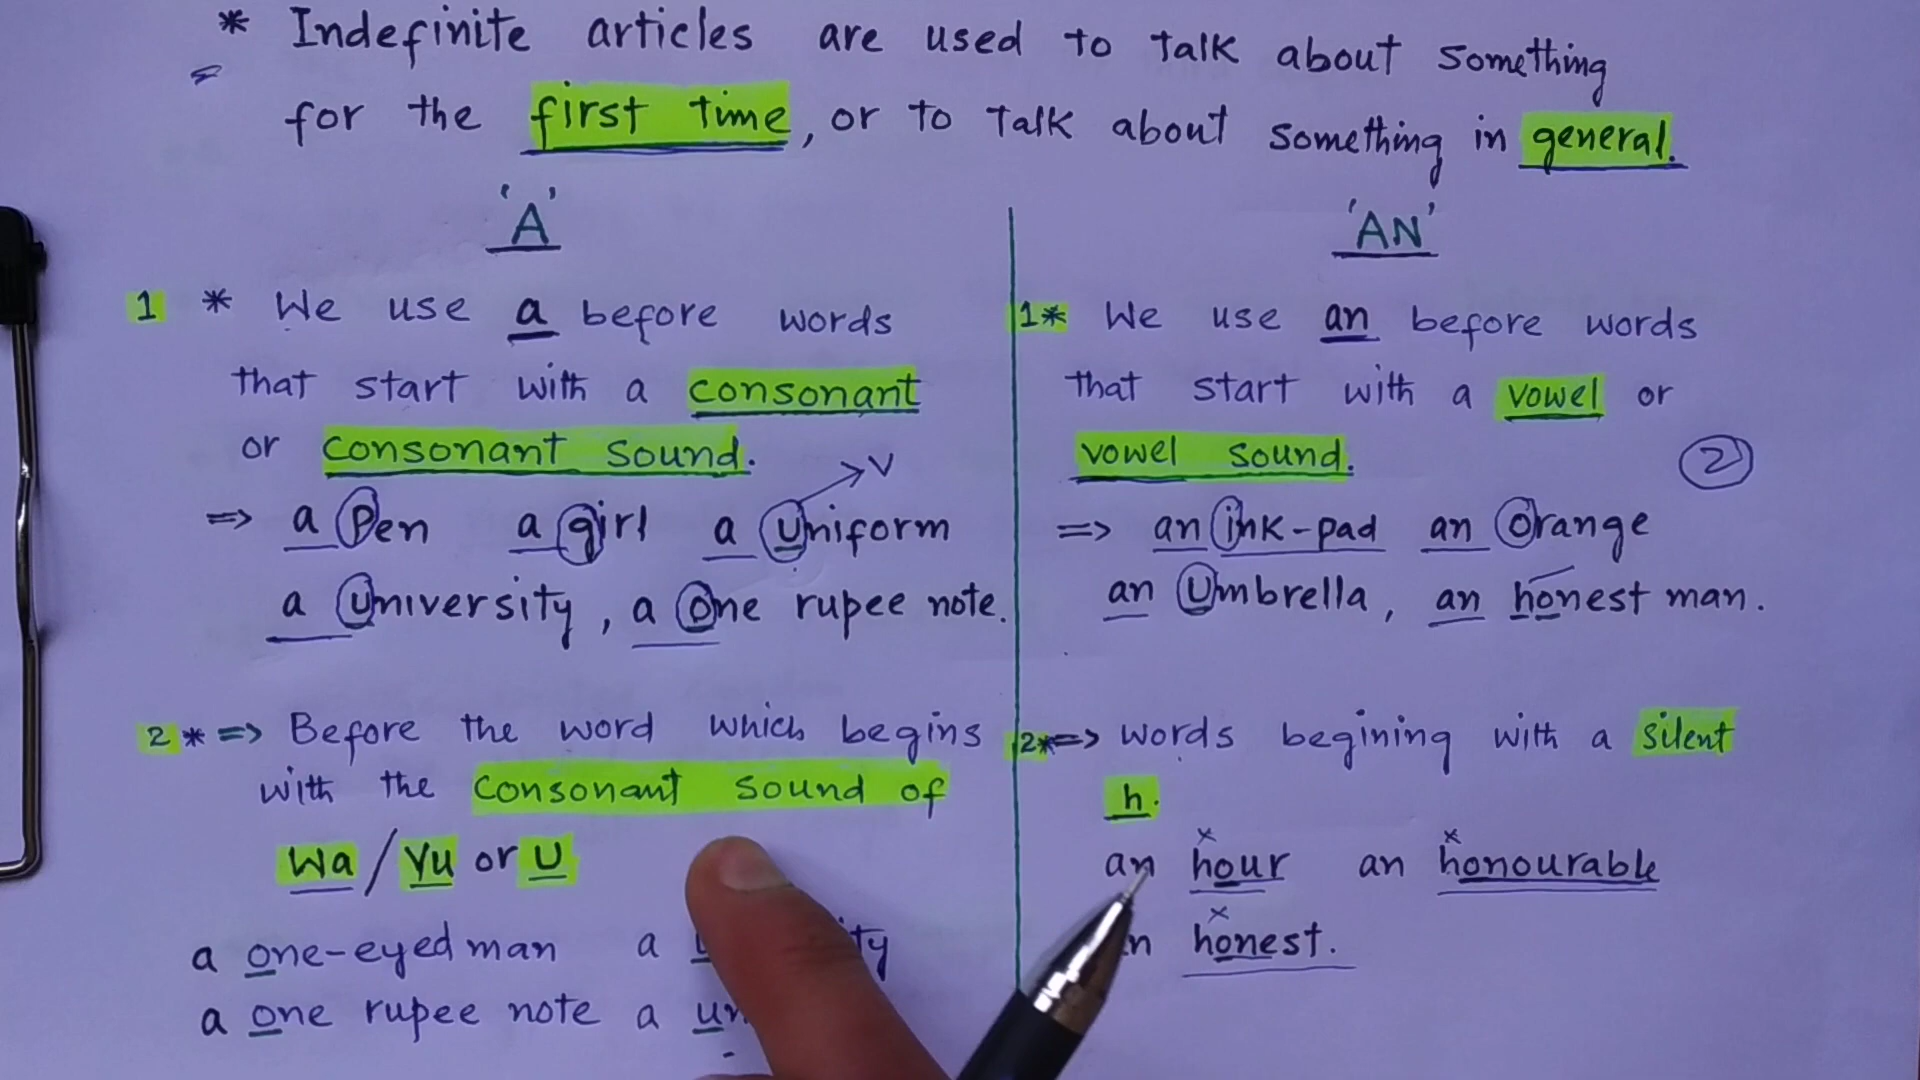 * Indefinite articles are used to talk about something
for the first time, or to talk about something in general.
'A'
1 * We use a before words
that start with a consonant
or consonant sound.
→ V
=> a Pen a girl a Uniform
a University, a One rupee note.
2 * => Before the word which begins
with the consonant sound of
Wa / Yu or U
a one-eyed man a
a one rupee note a
'AN'
1 * We use an before words
that start with a vowel or
vowel sound.
2
=> an ink-pad an Orange
an Umbrella, an honest man.
2 * => words begining with a silent
h.
x x
an hour an honourable
x
honest.